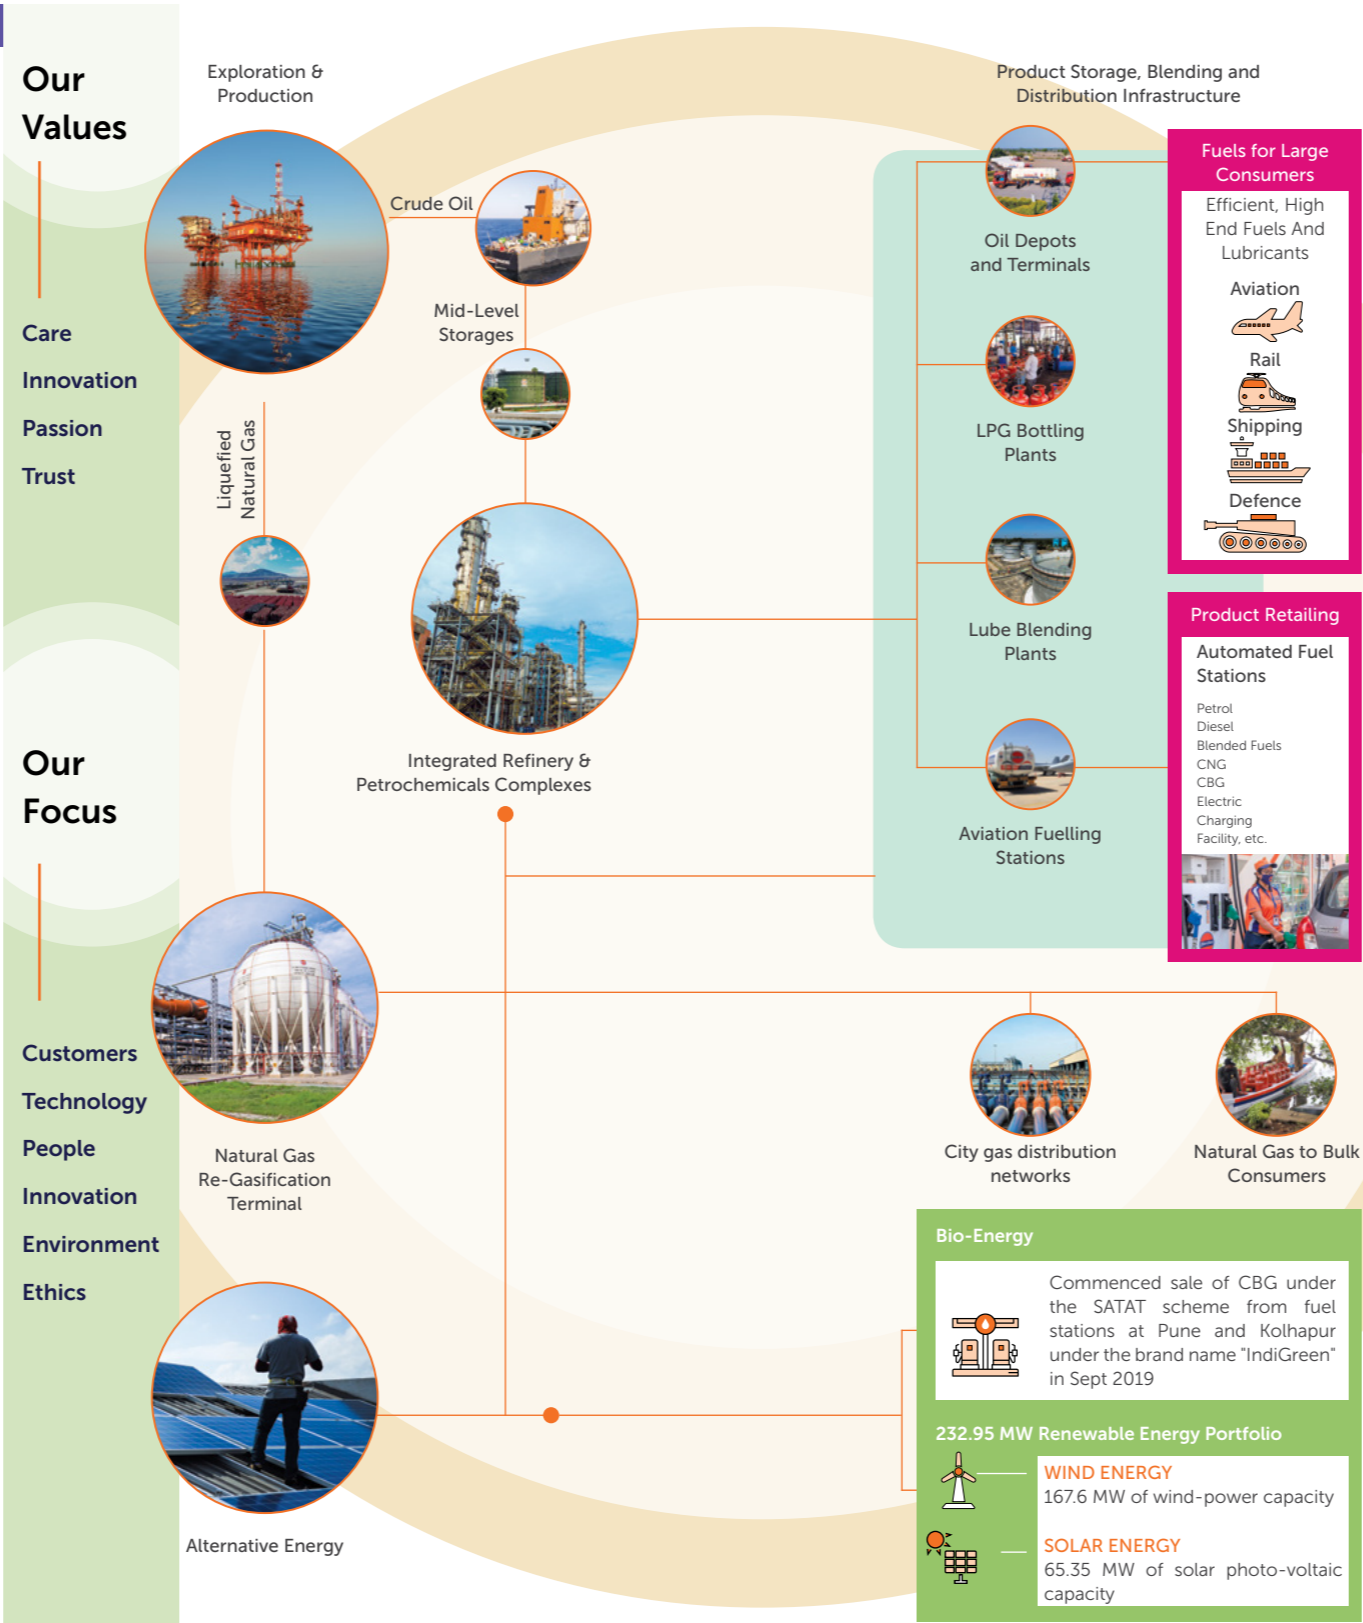 Our
Values
Care
Innovation
Passion
Trust
Our
Focus
Customers
Technology
People
Innovation
Environment
Ethics
Exploration &
Production
Crude Oil
Mid-Level
Storages
Liquefied
Natural Gas
Integrated Refinery &
Petrochemicals Complexes
Natural Gas
Re-Gasification
Terminal
Alternative Energy
Product Storage, Blending and
Distribution Infrastructure
Oil Depots
and Terminals
LPG Bottling
Plants
Lube Blending
Plants
Aviation Fuelling
Stations
Fuels for Large
Consumers
Efficient, High
End Fuels And
Lubricants
Aviation
Rail
Shipping
Defence
Product Retailing
Automated Fuel
Stations
Petrol
Diesel
Blended Fuels
CNG
CBG
Electric
Charging
Facility, etc.
City gas distribution
networks
Natural Gas to Bulk
Consumers
Bio-Energy
Commenced sale of CBG under
the SATAT scheme from fuel
stations at Pune and Kolhapur
under the brand name "IndiGreen"
in Sept 2019
232.95 MW Renewable Energy Portfolio
WIND ENERGY
167.6 MW of wind-power capacity
SOLAR ENERGY
65.35 MW of solar photo-voltaic
capacity